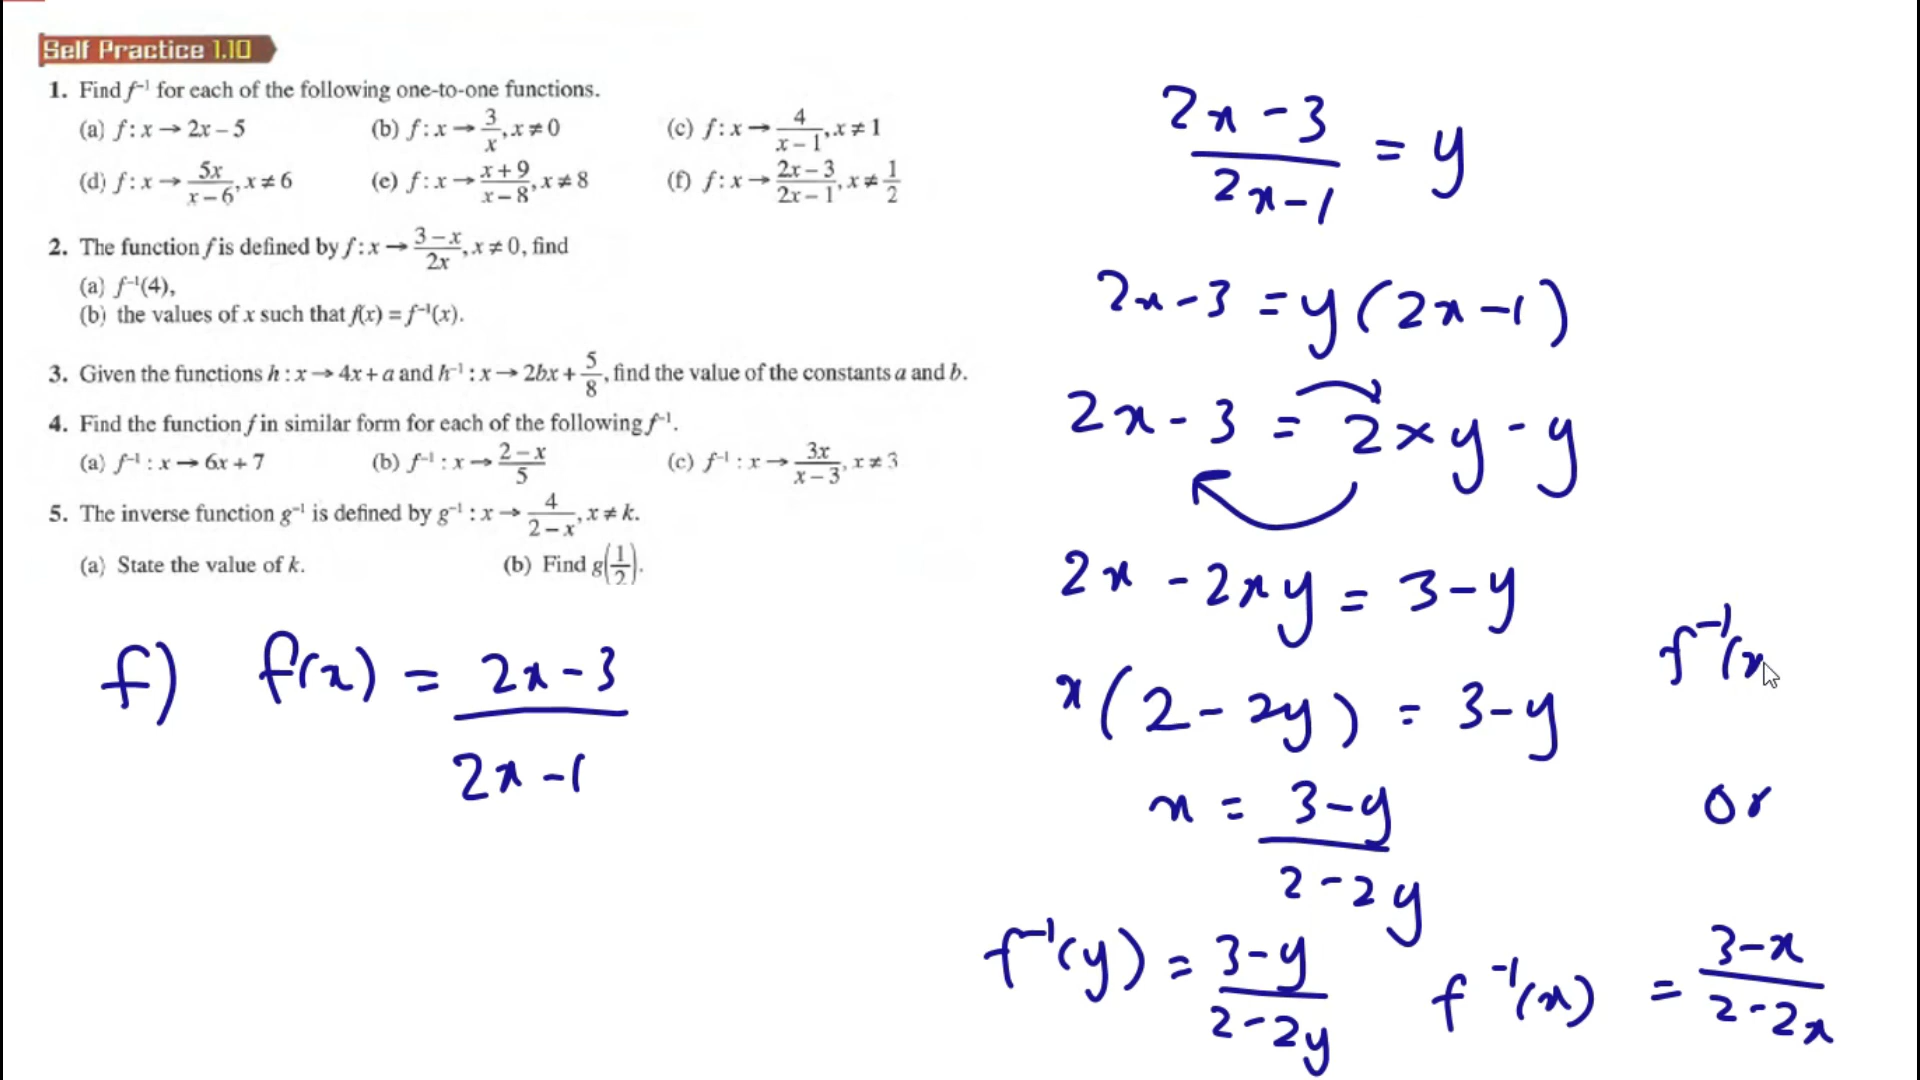 Self Practice 1.10
1. Find f⁻¹ for each of the following one-to-one functions.
(a) f : x → 2x – 5 (b) f : x → 3/x, x ≠ 0 (c) f : x → 4/(x – 1), x ≠ 1
(d) f : x → 5x/(x – 6), x ≠ 6 (e) f : x → (x + 9)/(x – 8), x ≠ 8 (f) f : x → (2x – 3)/(2x – 1), x ≠ 1/2
2. The function f is defined by f : x → (3 – x)/2x, x ≠ 0, find
(a) f⁻¹(4),
(b) the values of x such that f(x) = f⁻¹(x).
3. Given the functions h : x → 4x + a and h⁻¹ : x → 2bx + 5/8, find the value of the constants a and b.
4. Find the function f in similar form for each of the following f⁻¹.
(a) f⁻¹ : x → 6x + 7 (b) f⁻¹ : x → (2 – x)/5 (c) f⁻¹ : x → 3x/(x – 3), x ≠ 3
5. The inverse function g⁻¹ is defined by g⁻¹ : x → 4/(2 – x), x ≠ k.
(a) State the value of k. (b) Find g(1/2).
f) f(x) = (2x - 3)/(2x - 1)
(2x - 3)/(2x - 1) = y
2x - 3 = y(2x - 1)
2x - 3 = 2xy - y
2x - 2xy = 3 - y
x(2 - 2y) = 3 - y
x = (3 - y)/(2 - 2y)
f⁻¹(y) = (3 - y)/(2 - 2y)
f⁻¹(x
or
f⁻¹(x) = (3 - x)/(2 - 2x)